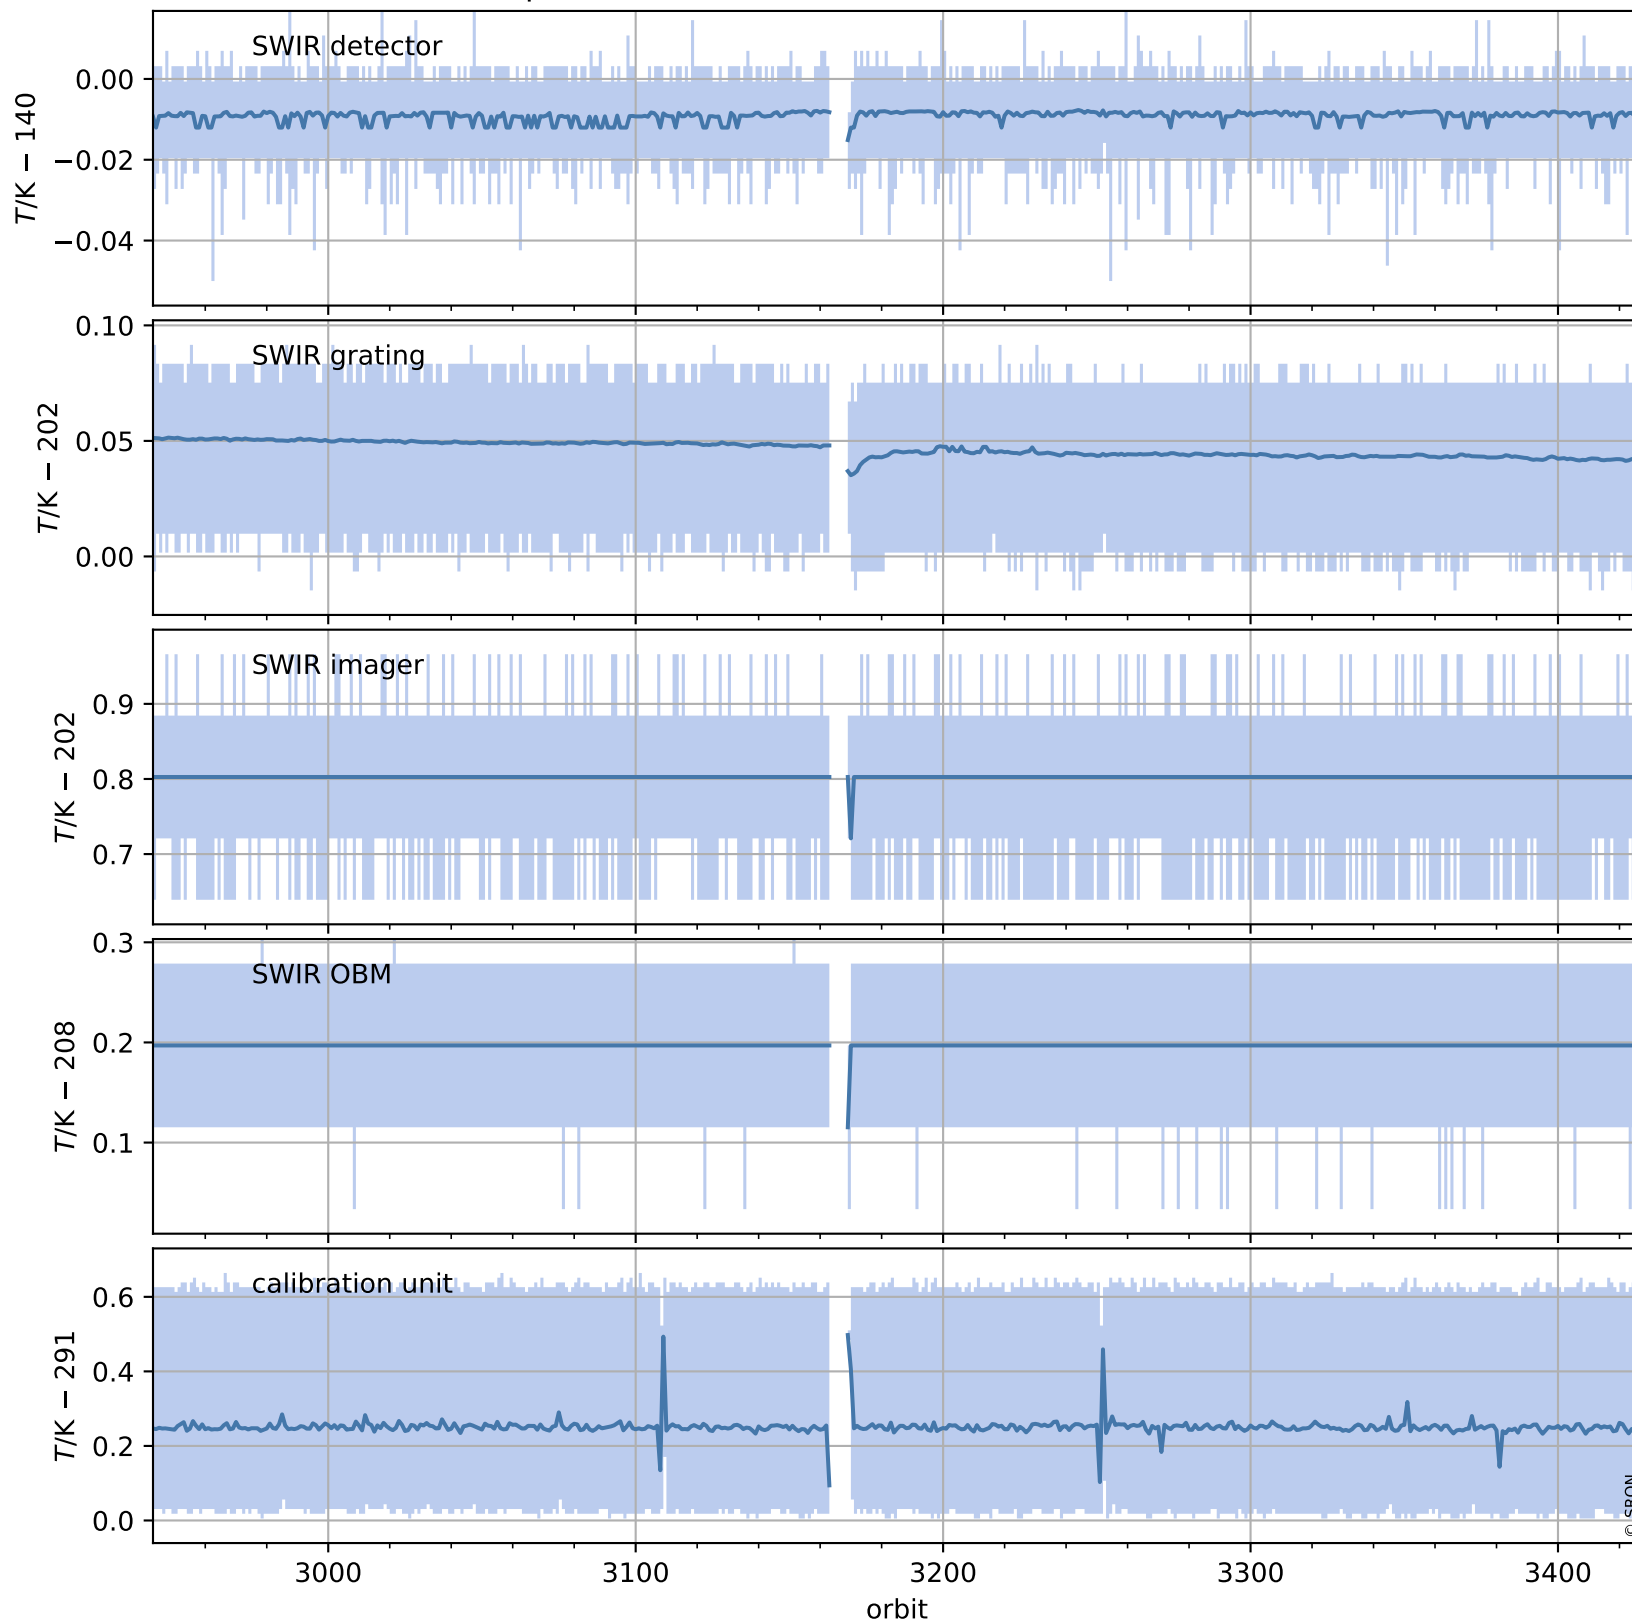 SWIR detector
0.00
−0.02
−0.04
T/K − 140
SWIR grating
0.10
0.05
0.00
T/K − 202
SWIR imager
0.9
0.8
0.7
T/K − 202
SWIR OBM
0.3
0.2
0.1
T/K − 208
calibration unit
0.6
0.4
0.2
0.0
T/K − 291
© SRON
3000 3100 3200 3300 3400
orbit